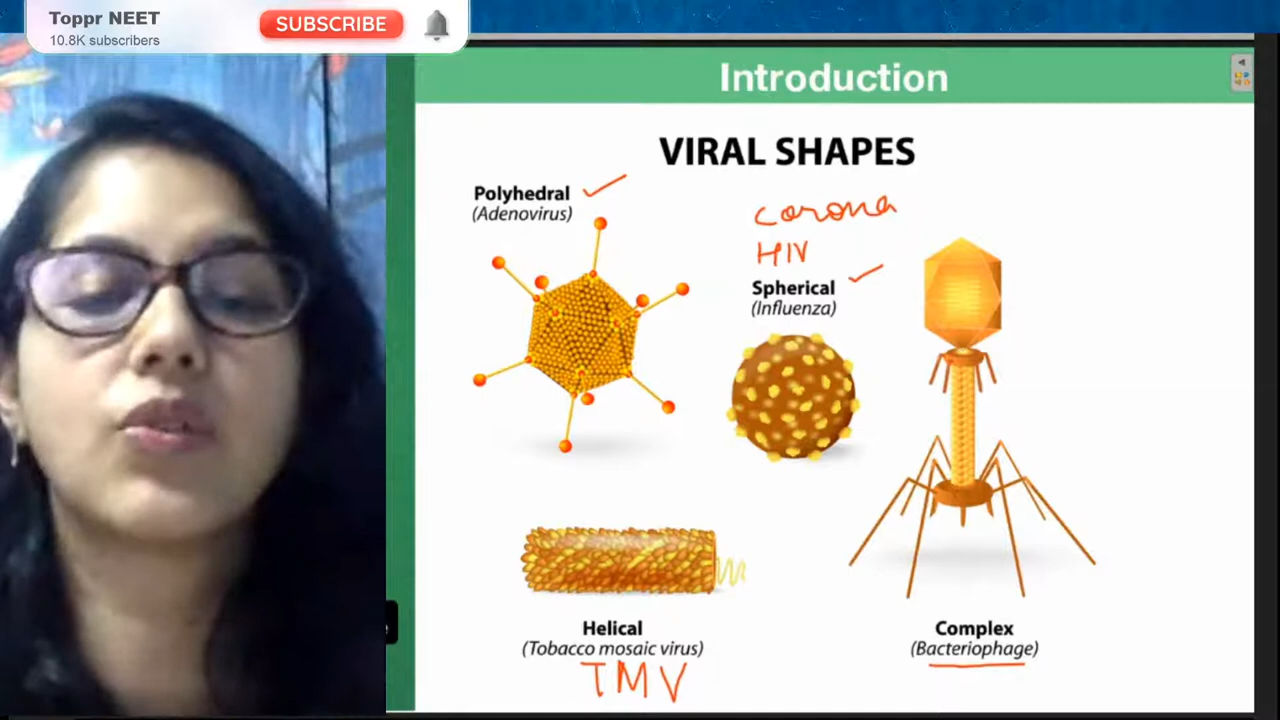 Toppr NEET
10.8K subscribers
SUBSCRIBE
Introduction
VIRAL SHAPES
Polyhedral
(Adenovirus)
corona
HIV
Spherical
(Influenza)
Helical
(Tobacco mosaic virus)
TMV
Complex
(Bacteriophage)